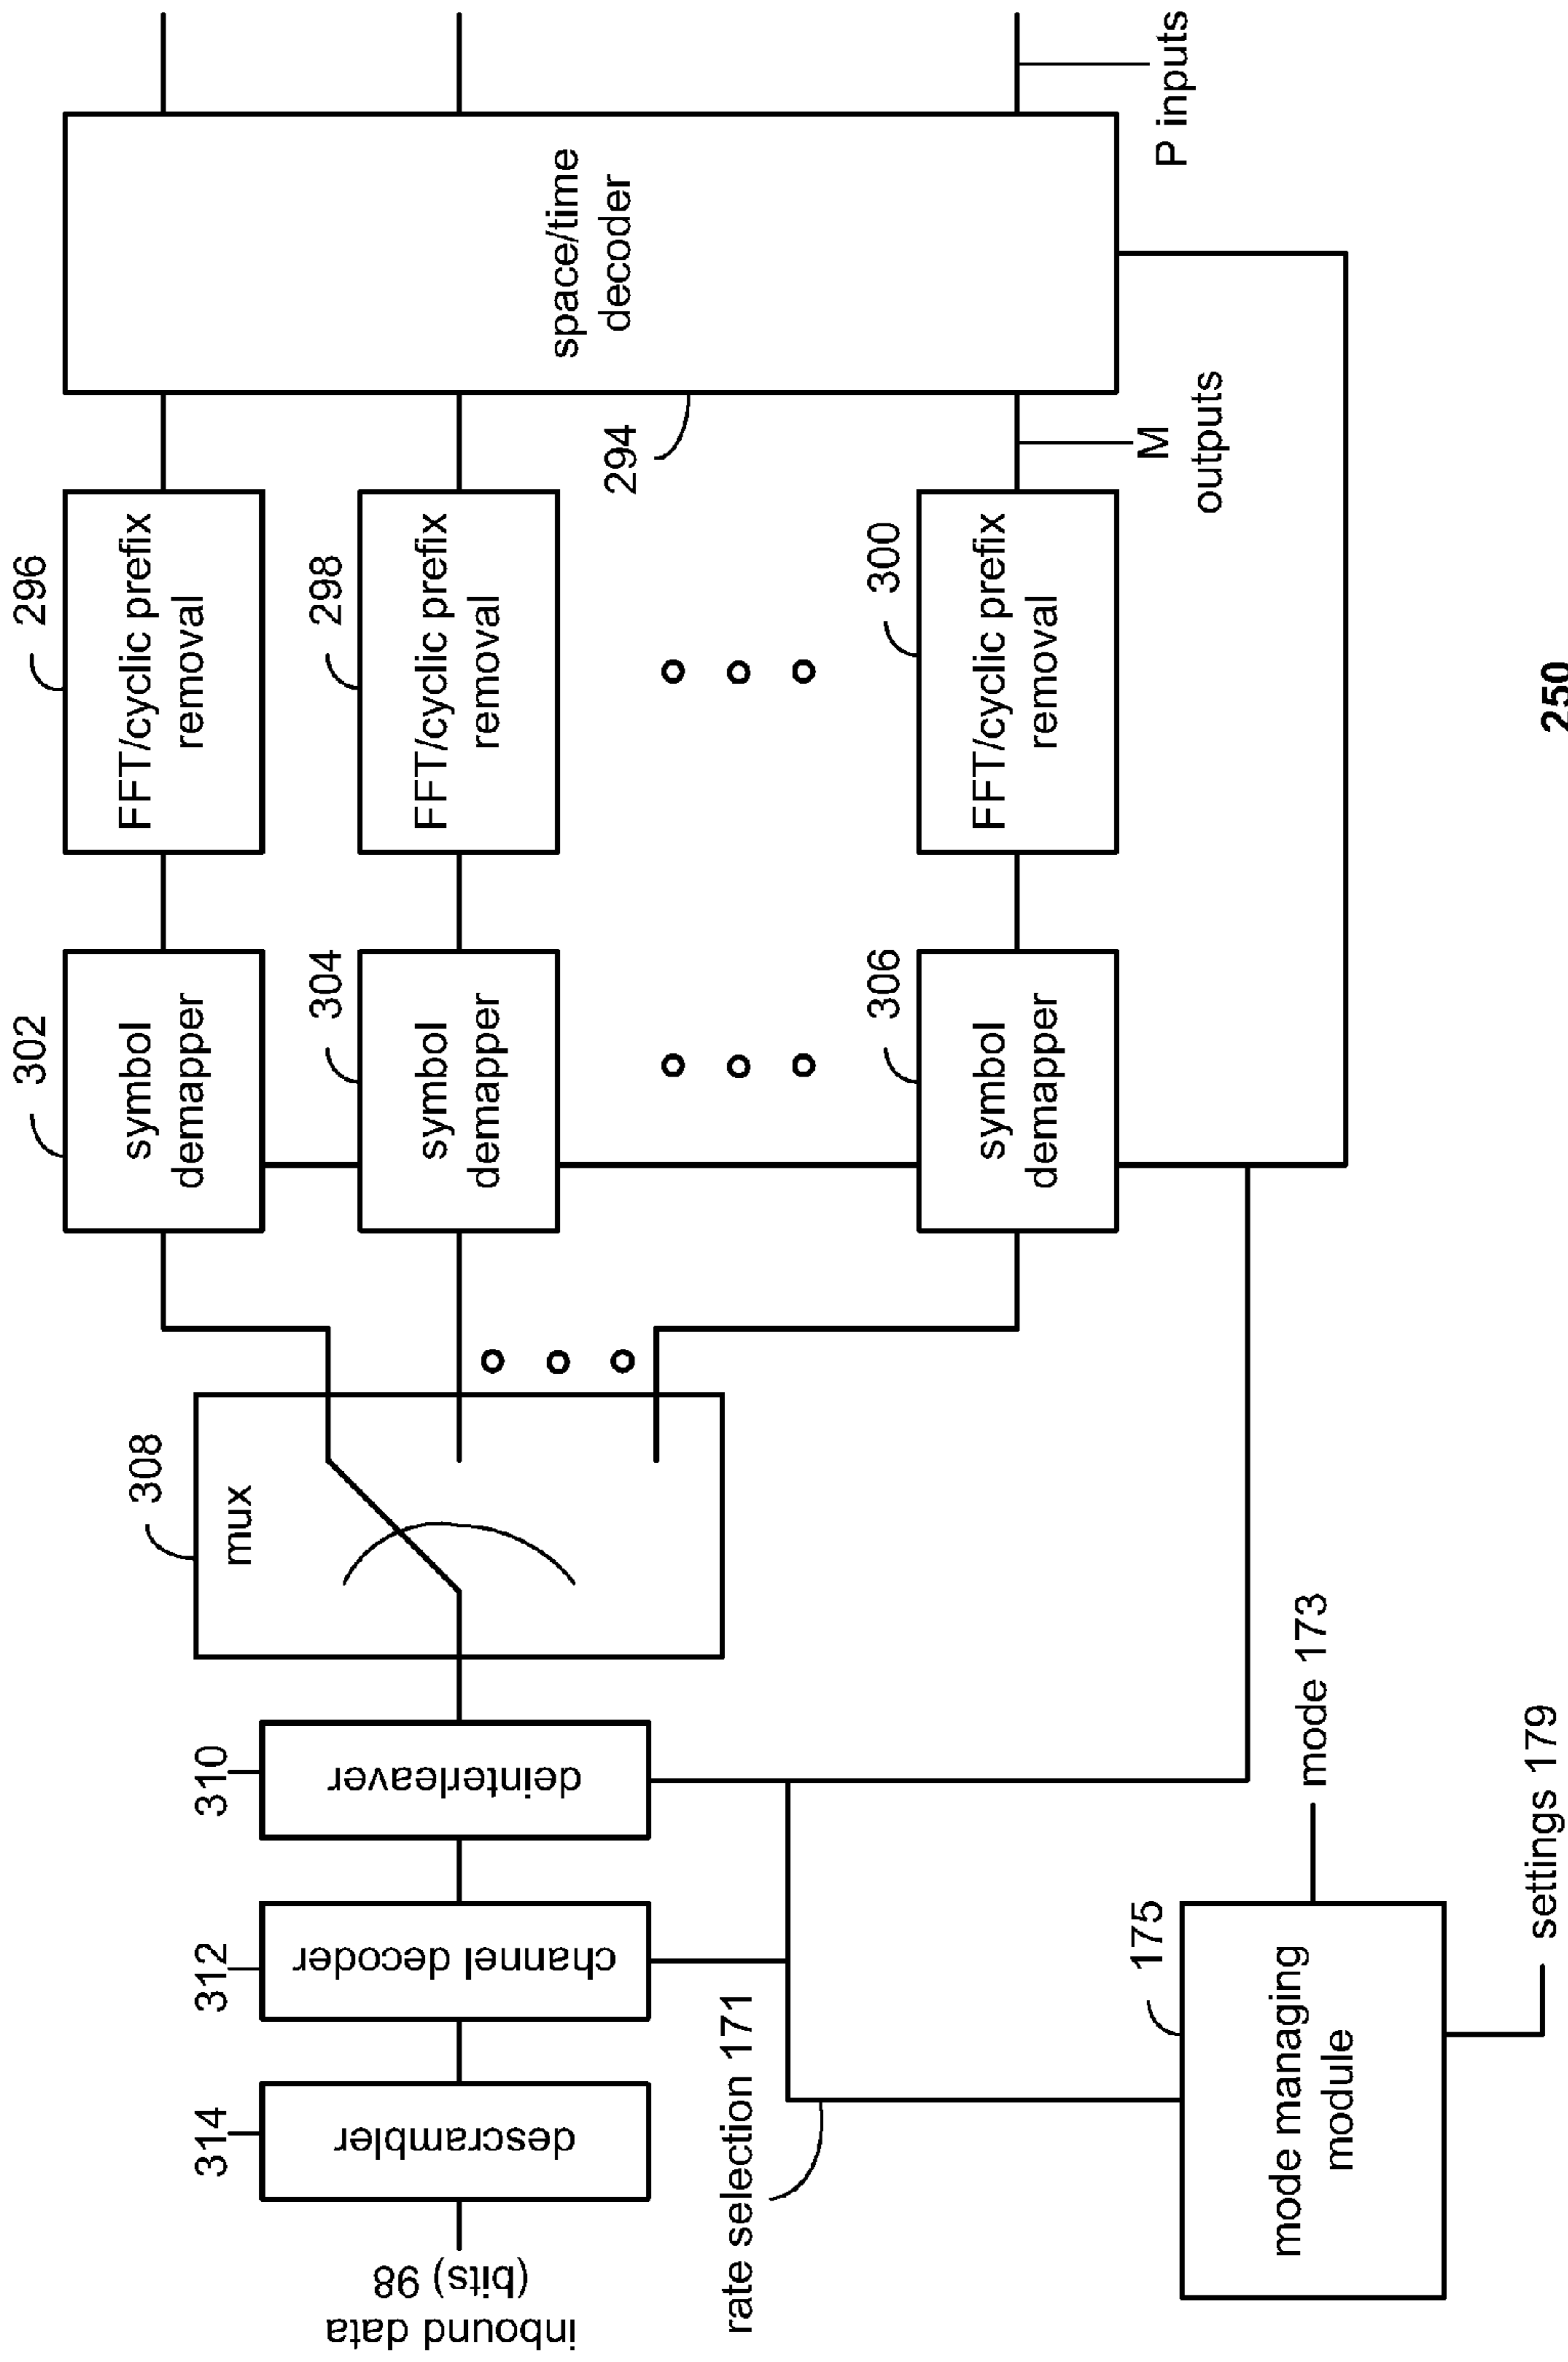 inbound data
(bits) 98
314
descrambler
312
channel decoder
310
deinterleaver
308
mux
302
symbol
demapper
304
symbol
demapper
306
symbol
demapper
296
FFT/cyclic prefix
removal
298
FFT/cyclic prefix
removal
300
FFT/cyclic prefix
removal
294
space/time
decoder
M
outputs
P inputs
rate selection 171
175
mode managing
module
mode 173
settings 179
250